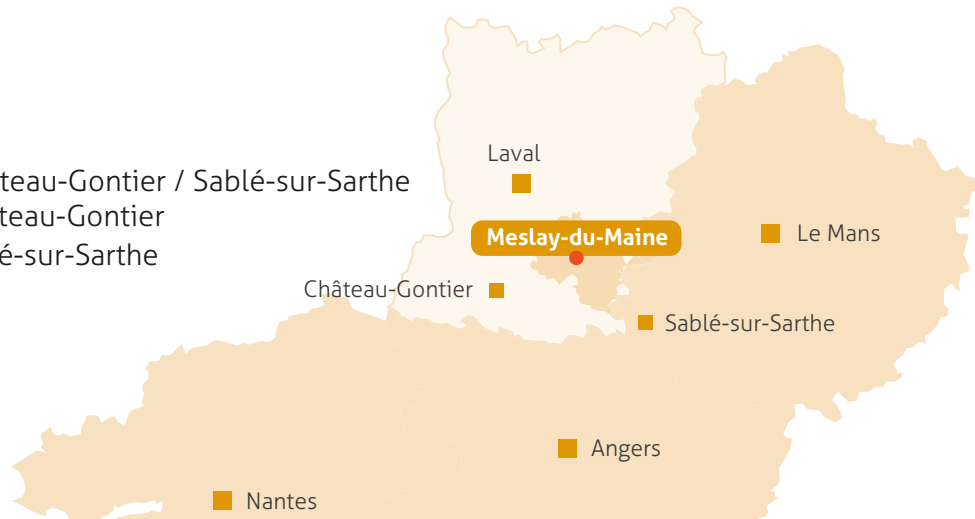 Laval
teau-Gontier / Sablé-sur-Sarthe
teau-Gontier
é-sur-Sarthe
Meslay-du-Maine
Le Mans
Château-Gontier
Sablé-sur-Sarthe
Angers
Nantes